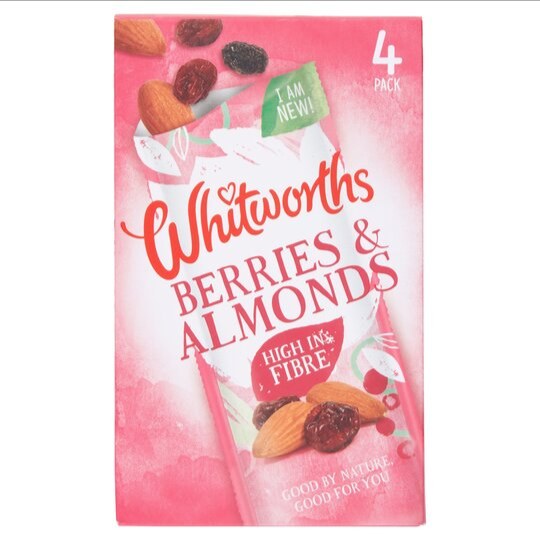 4
PACK
I AM
NEW!
Whitworths
BERRIES &
ALMONDS
HIGH IN
FIBRE
GOOD BY NATURE,
GOOD FOR YOU